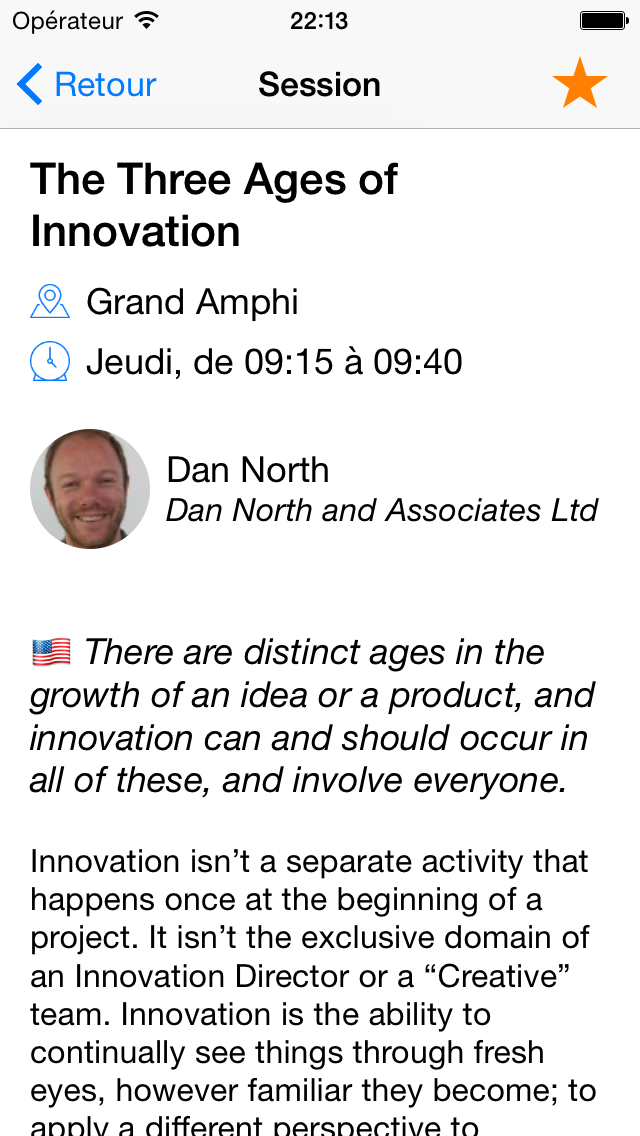 Opérateur 22:13
Retour Session
The Three Ages of
Innovation
Grand Amphi
Jeudi, de 09:15 à 09:40
Dan North
Dan North and Associates Ltd
There are distinct ages in the
growth of an idea or a product, and
innovation can and should occur in
all of these, and involve everyone.
Innovation isn’t a separate activity that
happens once at the beginning of a
project. It isn’t the exclusive domain of
an Innovation Director or a “Creative”
team. Innovation is the ability to
continually see things through fresh
eyes, however familiar they become; to
apply a different perspective to